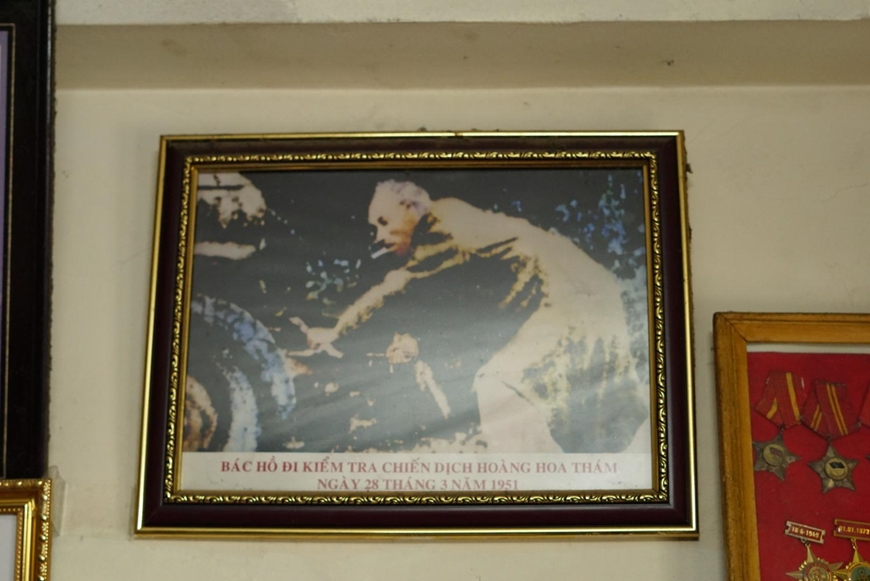 BÁC HỒ ĐI KIỂM TRA CHIẾN DỊCH HOÀNG HOA THÁM
NGÀY 28 THÁNG 3 NĂM 1951